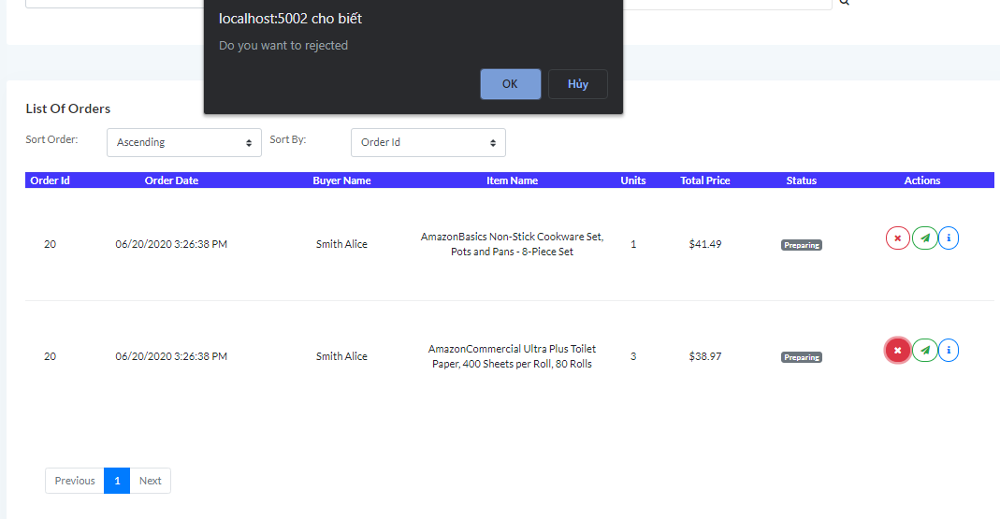 localhost:5002 cho biết
Do you want to rejected
OK Hủy
List Of Orders
Sort Order: Ascending Sort By: Order Id
Order Id Order Date Buyer Name Item Name Units Total Price Status Actions
20 06/20/2020 3:26:38 PM Smith Alice AmazonBasics Non-Stick Cookware Set, 1 $41.49 Preparing
Pots and Pans - 8-Piece Set
20 06/20/2020 3:26:38 PM Smith Alice AmazonCommercial Ultra Plus Toilet 3 $38.97 Preparing
Paper, 400 Sheets per Roll, 80 Rolls
Previous 1 Next